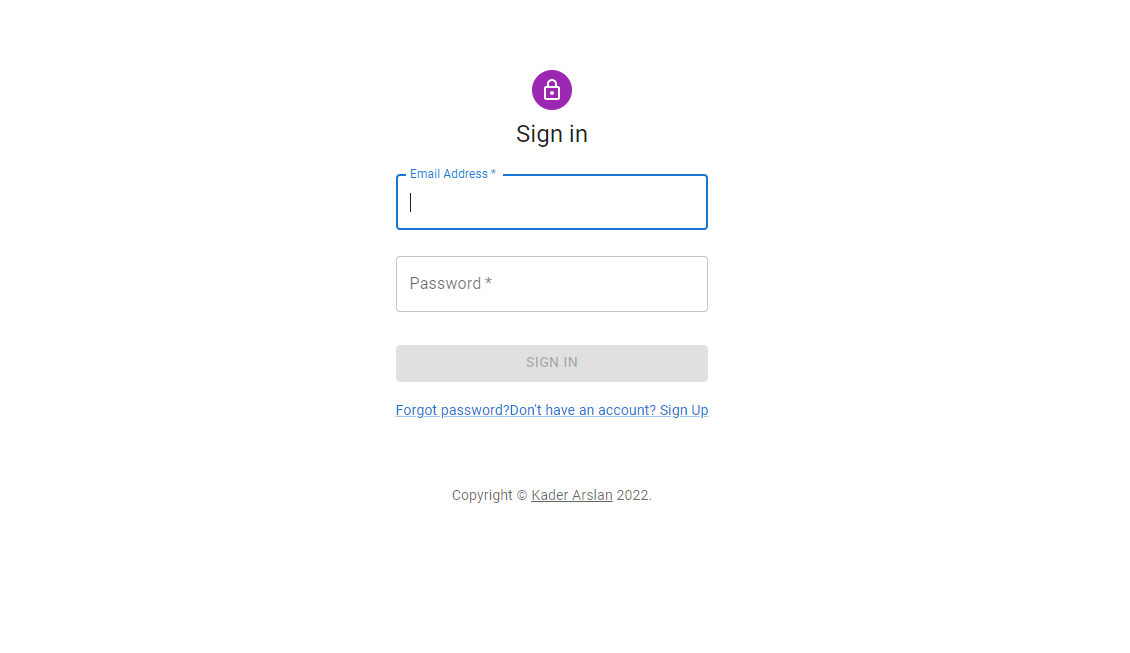 Sign in
Email Address *
Password *
SIGN IN
Forgot password?Don't have an account? Sign Up
Copyright © Kader Arslan 2022.